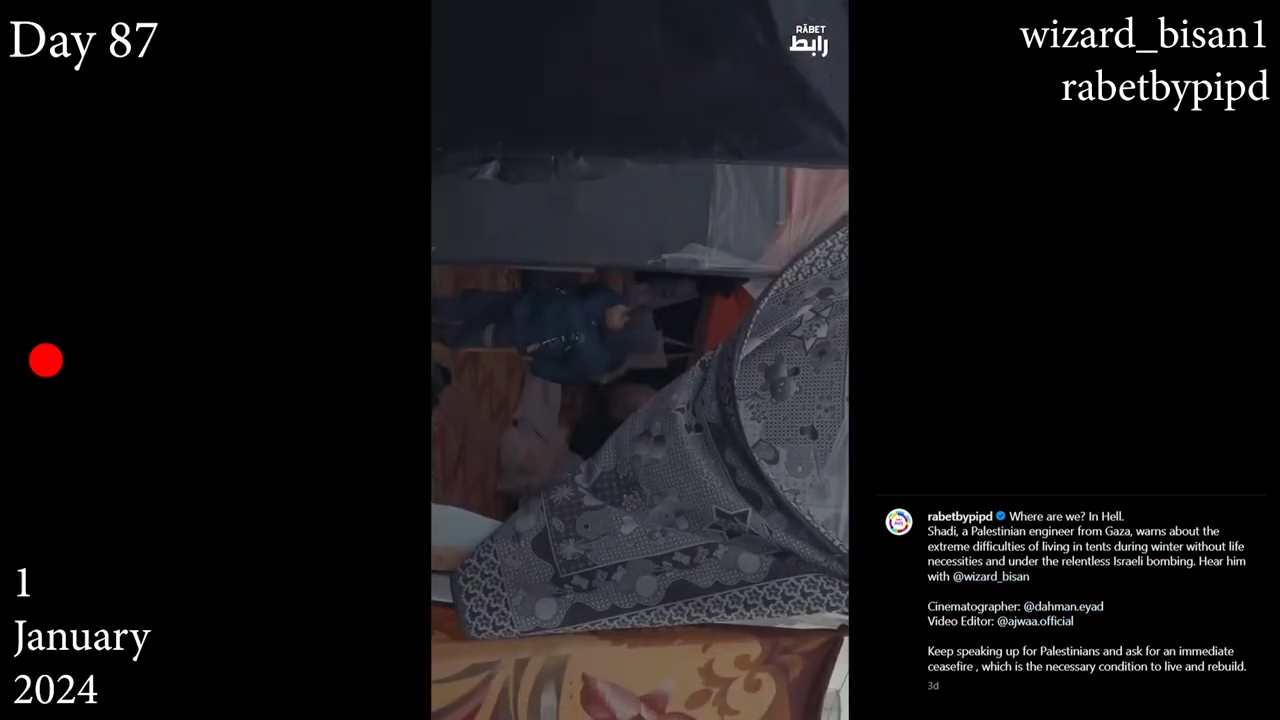 Day 87
RĀBET
رابط
wizard_bisan1
rabetbypipd
1
January
2024
rabetbypipd Where are we? In Hell.
Shadi, a Palestinian engineer from Gaza, warns about the
extreme difficulties of living in tents during winter without life
necessities and under the relentless Israeli bombing. Hear him
with @wizard_bisan
Cinematographer: @dahman.eyad
Video Editor: @ajwaa.official
Keep speaking up for Palestinians and ask for an immediate
ceasefire , which is the necessary condition to live and rebuild.
3d